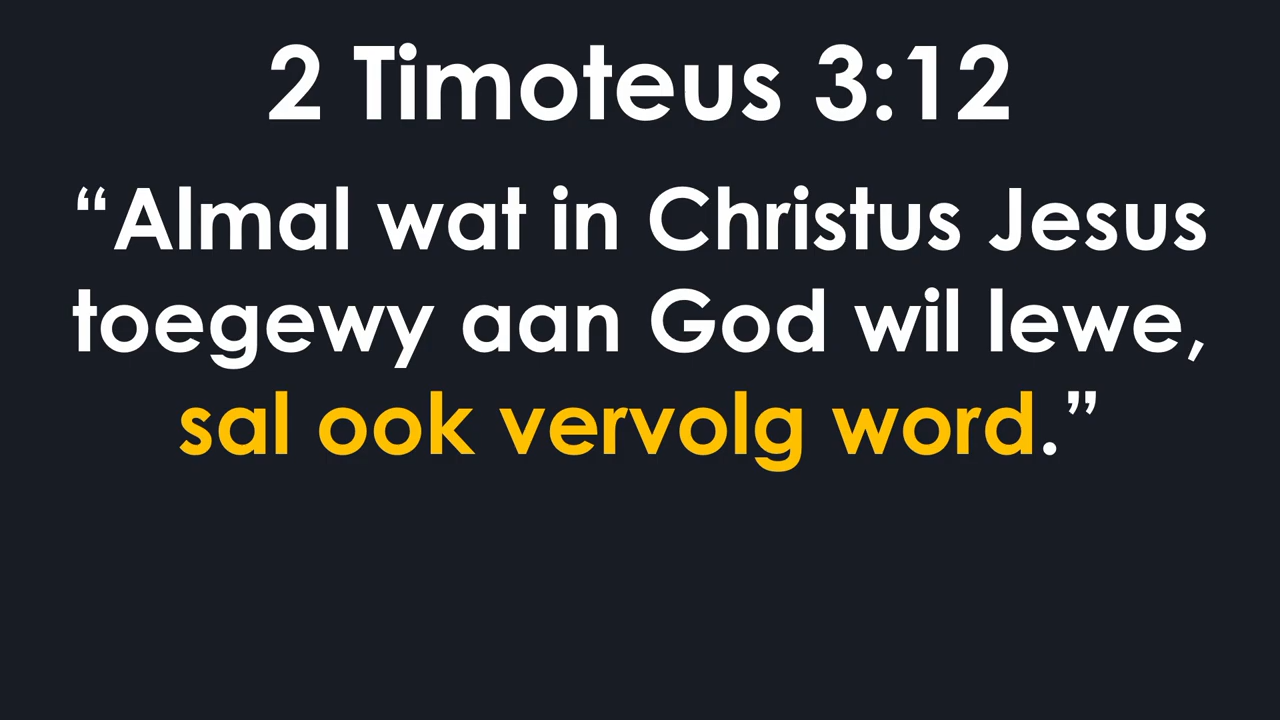 2 Timoteus 3:12
“Almal wat in Christus Jesus
toegewy aan God wil lewe,
sal ook vervolg word.”